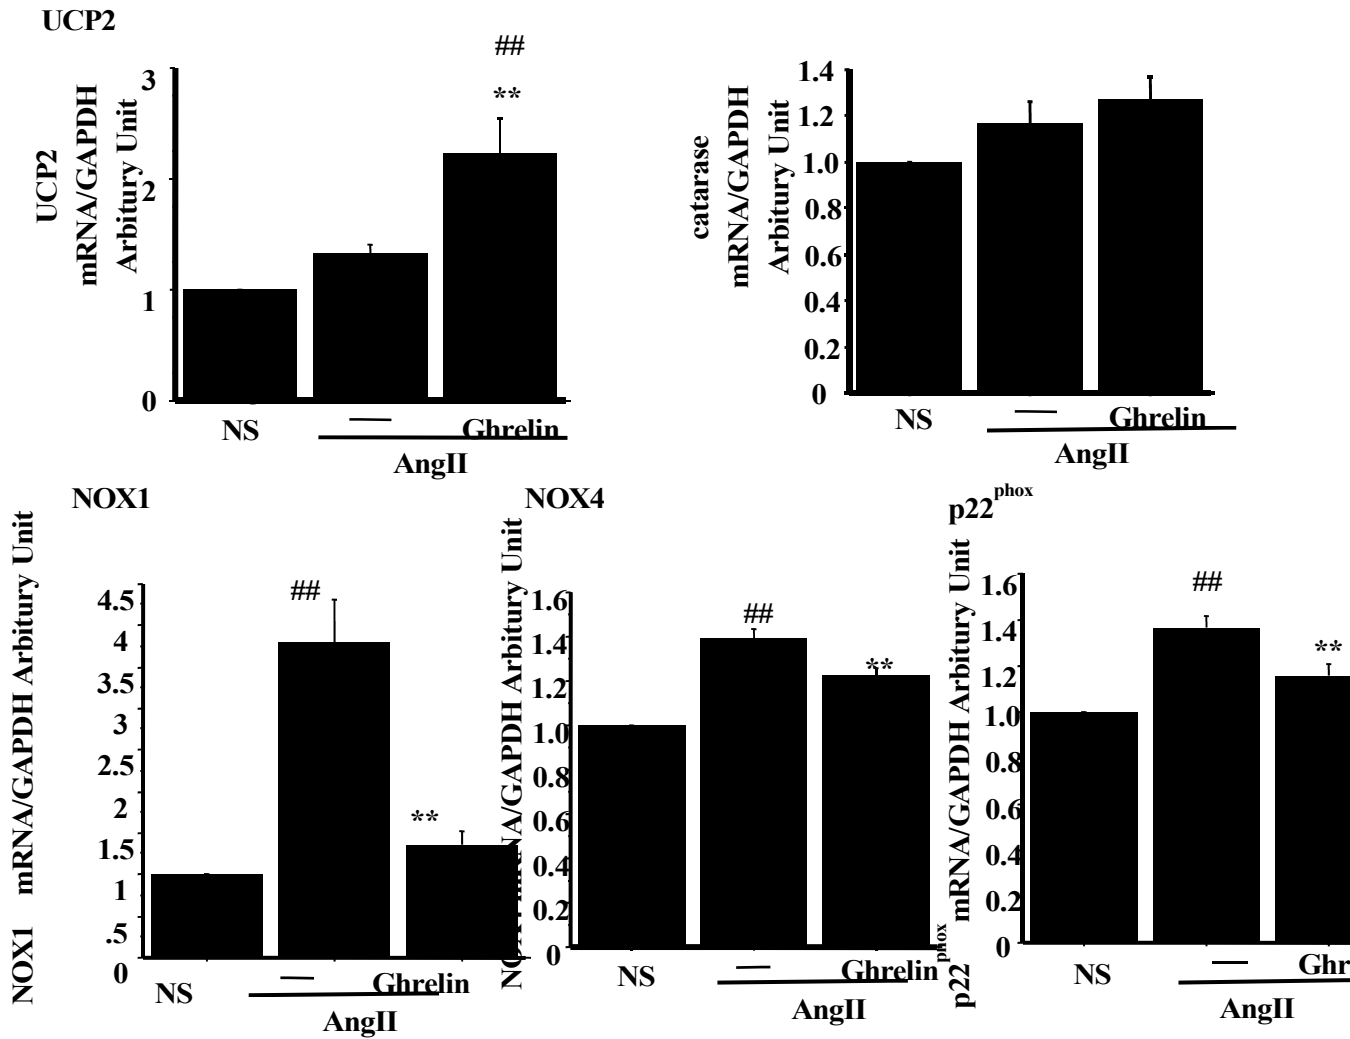 UCP2
UCP2
mRNA/GAPDH
Arbitury Unit
3
2
1
0
##
**
NS
—
Ghrelin
AngII
catarase
mRNA/GAPDH
Arbitury Unit
1.4
1.2
1.0
0.8
0.6
0.4
0.2
0
NS
—
Ghrelin
AngII
NOX1
NOX1 mRNA/GAPDH Arbitury Unit
4.5
4
3.5
3
2.5
2
1.5
1
.5
0
##
**
NS
—
Ghrelin
AngII
NOX4
mRNA/GAPDH Arbitury Unit
1.6
1.4
1.2
1.0
0.8
0.6
0.4
0.2
0
##
**
NS
—
Ghrelin
AngII
p22phox
p22phox mRNA/GAPDH Arbitury Unit
1.6
1.4
1.2
1.0
0.8
0.6
0.4
0.2
0
##
**
NS
—
Ghr
AngII